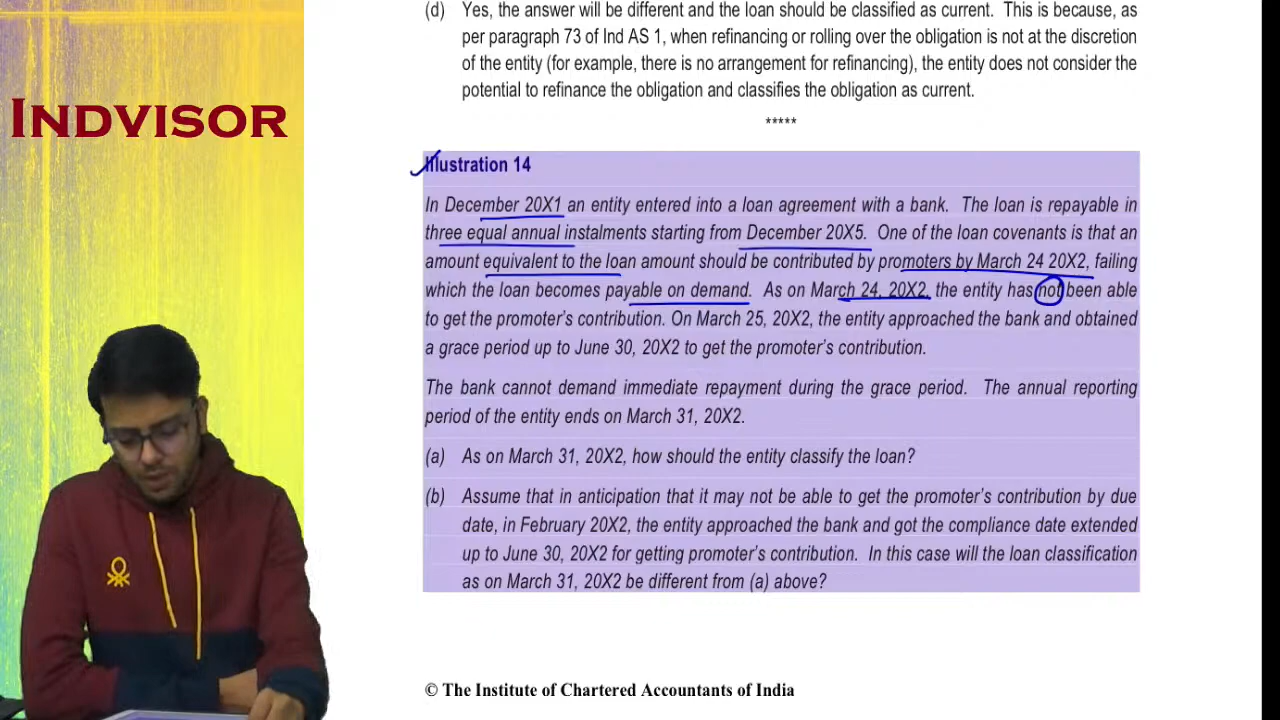 (d) Yes, the answer will be different and the loan should be classified as current. This is because, as
per paragraph 73 of Ind AS 1, when refinancing or rolling over the obligation is not at the discretion
of the entity (for example, there is no arrangement for refinancing), the entity does not consider the
potential to refinance the obligation and classifies the obligation as current.
*****
INDVISOR
Illustration 14
In December 20X1 an entity entered into a loan agreement with a bank. The loan is repayable in
three equal annual instalments starting from December 20X5. One of the loan covenants is that an
amount equivalent to the loan amount should be contributed by promoters by March 24 20X2, failing
which the loan becomes payable on demand. As on March 24, 20X2, the entity has not been able
to get the promoter's contribution. On March 25, 20X2, the entity approached the bank and obtained
a grace period up to June 30, 20X2 to get the promoter's contribution.
The bank cannot demand immediate repayment during the grace period. The annual reporting
period of the entity ends on March 31, 20X2.
(a) As on March 31, 20X2, how should the entity classify the loan?
(b) Assume that in anticipation that it may not be able to get the promoter's contribution by due
date, in February 20X2, the entity approached the bank and got the compliance date extended
up to June 30, 20X2 for getting promoter's contribution. In this case will the loan classification
as on March 31, 20X2 be different from (a) above?
© The Institute of Chartered Accountants of India